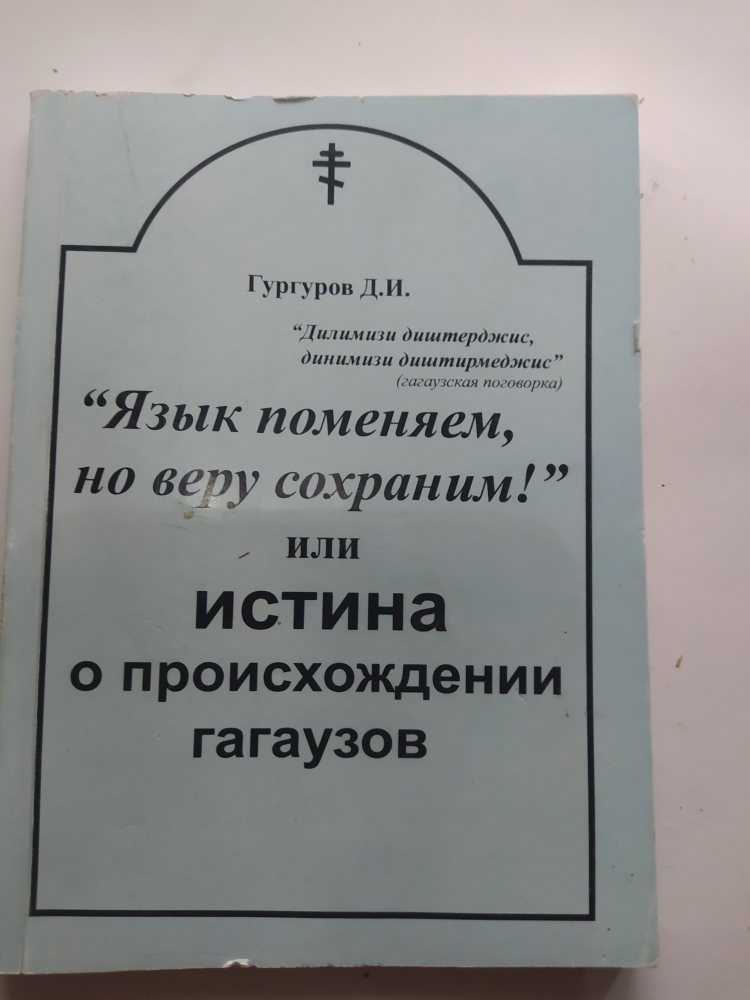 Гургуров Д.И.
“Дилимизи диштерджис,
динимизи диштирмеджис”
(гагаузская поговорка)
“Язык поменяем,
но веру сохраним!”
или
истина
о происхождении
гагаузов